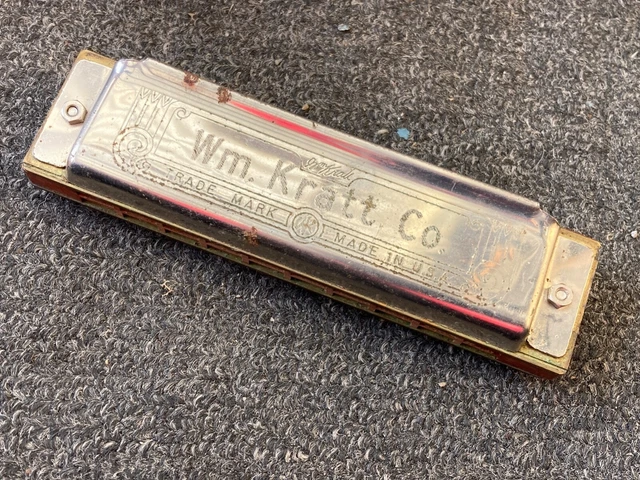 Wm. Kratt Co.
TRADE MARK K MADE IN U.S.A.